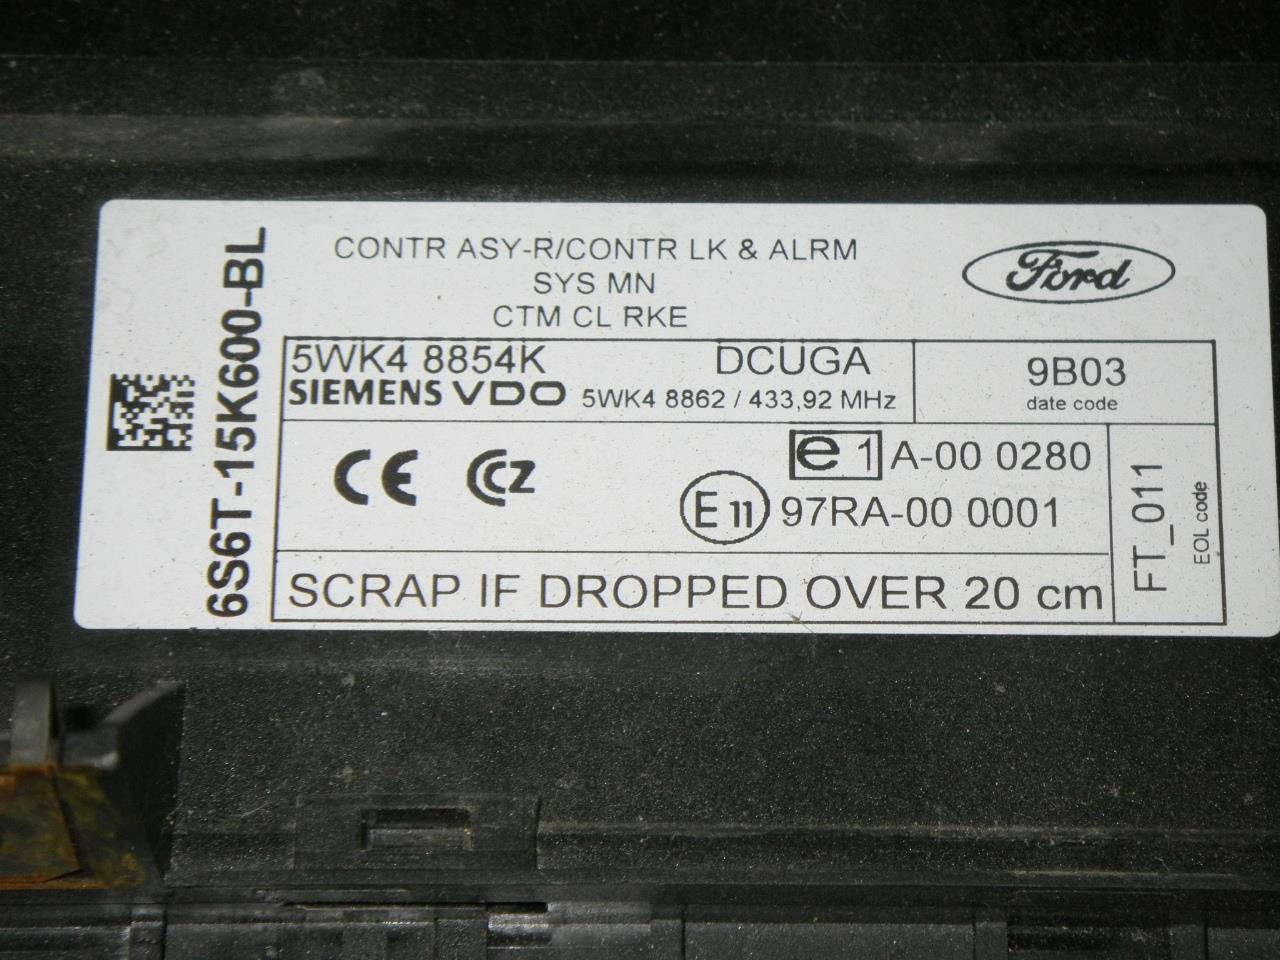 6S6T-15K600-BL
CONTR ASY-R/CONTR LK & ALRM
SYS MN
CTM CL RKE
Ford
5WK4 8854K DCUGA
SIEMENS VDO 5WK4 8862 / 433,92 MHz
9B03
date code
CE CCZ
e 1 A-00 0280
E 11 97RA-00 0001
SCRAP IF DROPPED OVER 20 cm
FT_011
EOL code